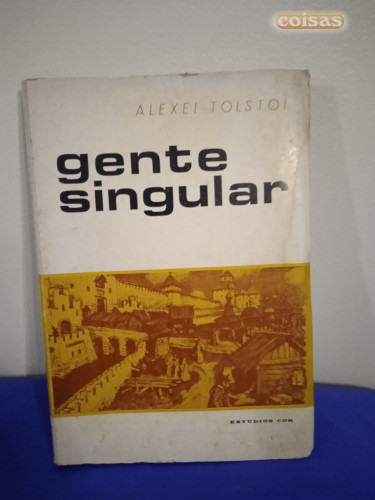 coisas
ALEXEI TOLSTOI
gente
singular
ESTUDIOS COR